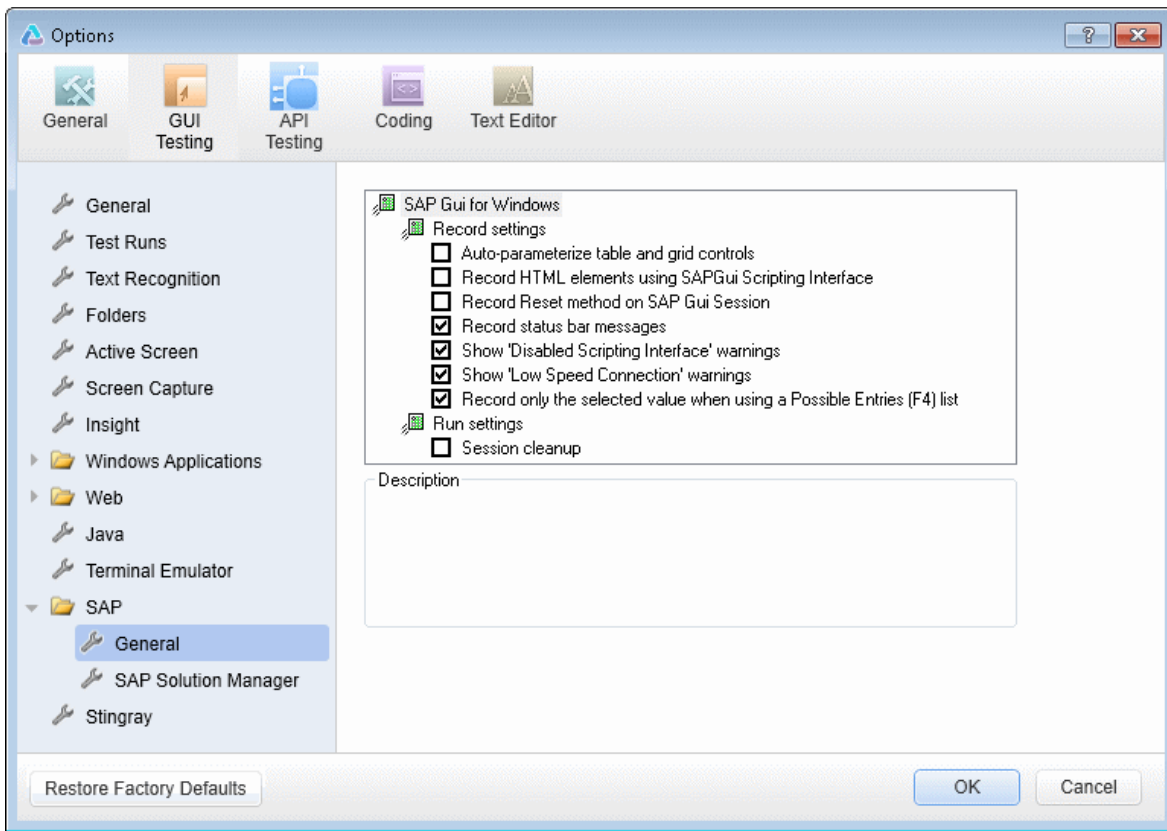 Options
General
GUI
Testing
API
Testing
Coding
Text Editor
General
Test Runs
Text Recognition
Folders
Active Screen
Screen Capture
Insight
Windows Applications
Web
Java
Terminal Emulator
SAP
General
SAP Solution Manager
Stingray
SAP Gui for Windows
Record settings
Auto-parameterize table and grid controls
Record HTML elements using SAPGui Scripting Interface
Record Reset method on SAP Gui Session
Record status bar messages
Show 'Disabled Scripting Interface' warnings
Show 'Low Speed Connection' warnings
Record only the selected value when using a Possible Entries (F4) list
Run settings
Session cleanup
Description
Restore Factory Defaults
OK
Cancel